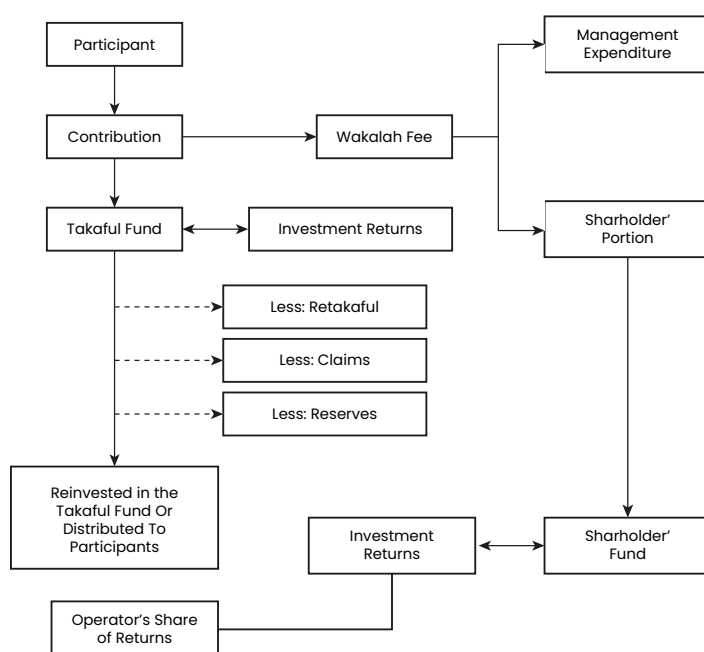 Participant
Management
Expenditure
Contribution
Wakalah Fee
Takaful Fund
Investment Returns
Sharholder’
Portion
Less: Retakaful
Less: Claims
Less: Reserves
Reinvested in the
Takaful Fund Or
Distributed To
Participants
Investment
Returns
Sharholder’
Fund
Operator’s Share
of Returns